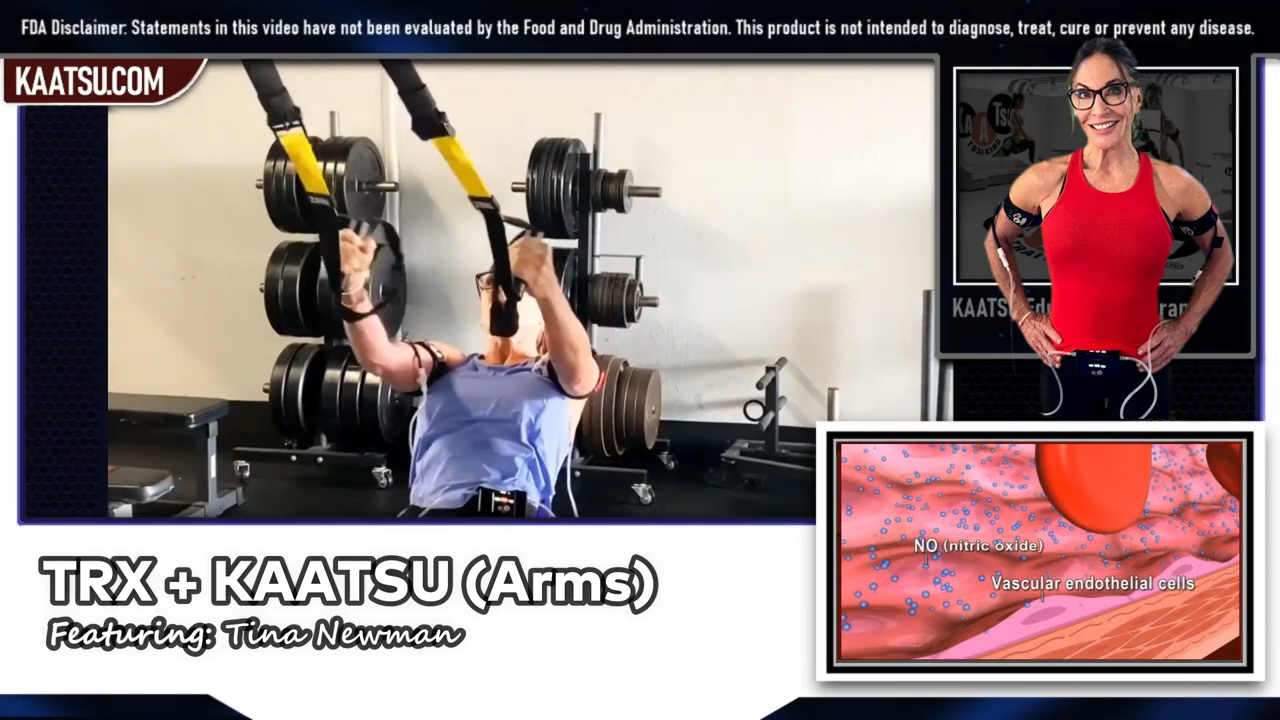 FDA Disclaimer: Statements in this video have not been evaluated by the Food and Drug Administration. This product is not intended to diagnose, treat, cure or prevent any disease.
KAATSU.COM
TRX + KAATSU (Arms)
Featuring: Tina Newman
NO (nitric oxide)
Vascular endothelial cells